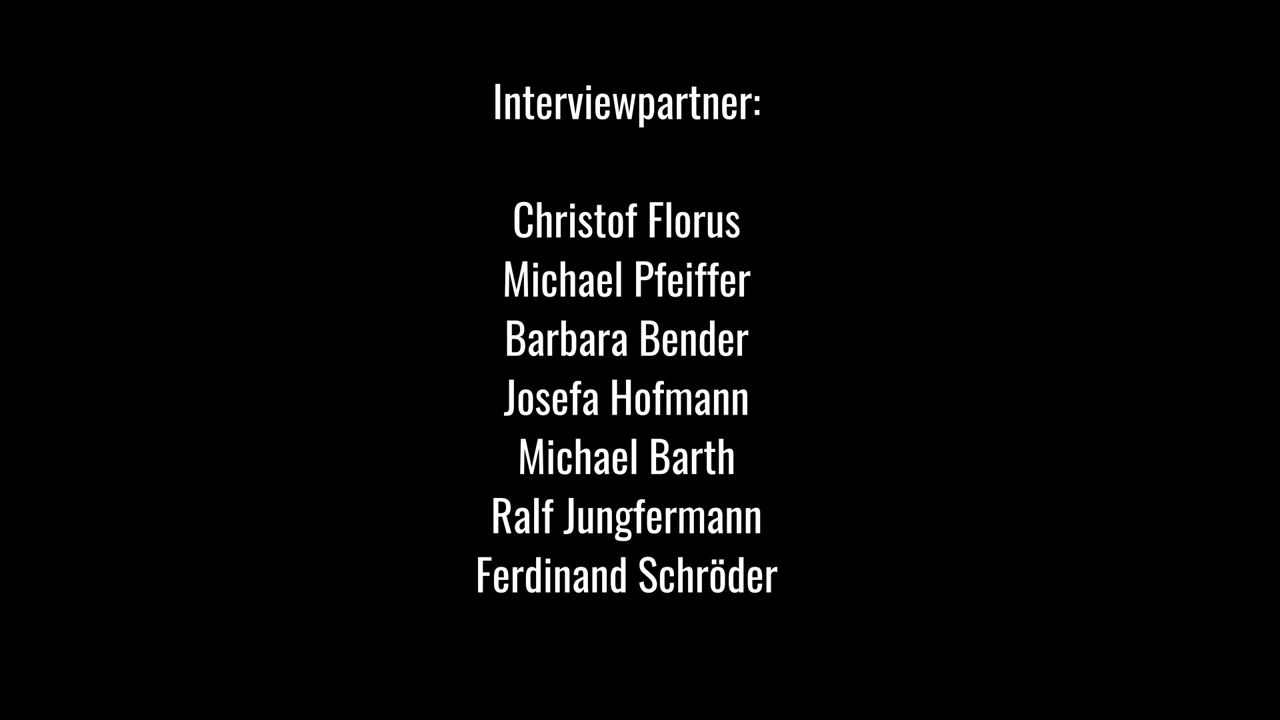 Interviewpartner:
Christof Florus
Michael Pfeiffer
Barbara Bender
Josefa Hofmann
Michael Barth
Ralf Jungfermann
Ferdinand Schröder